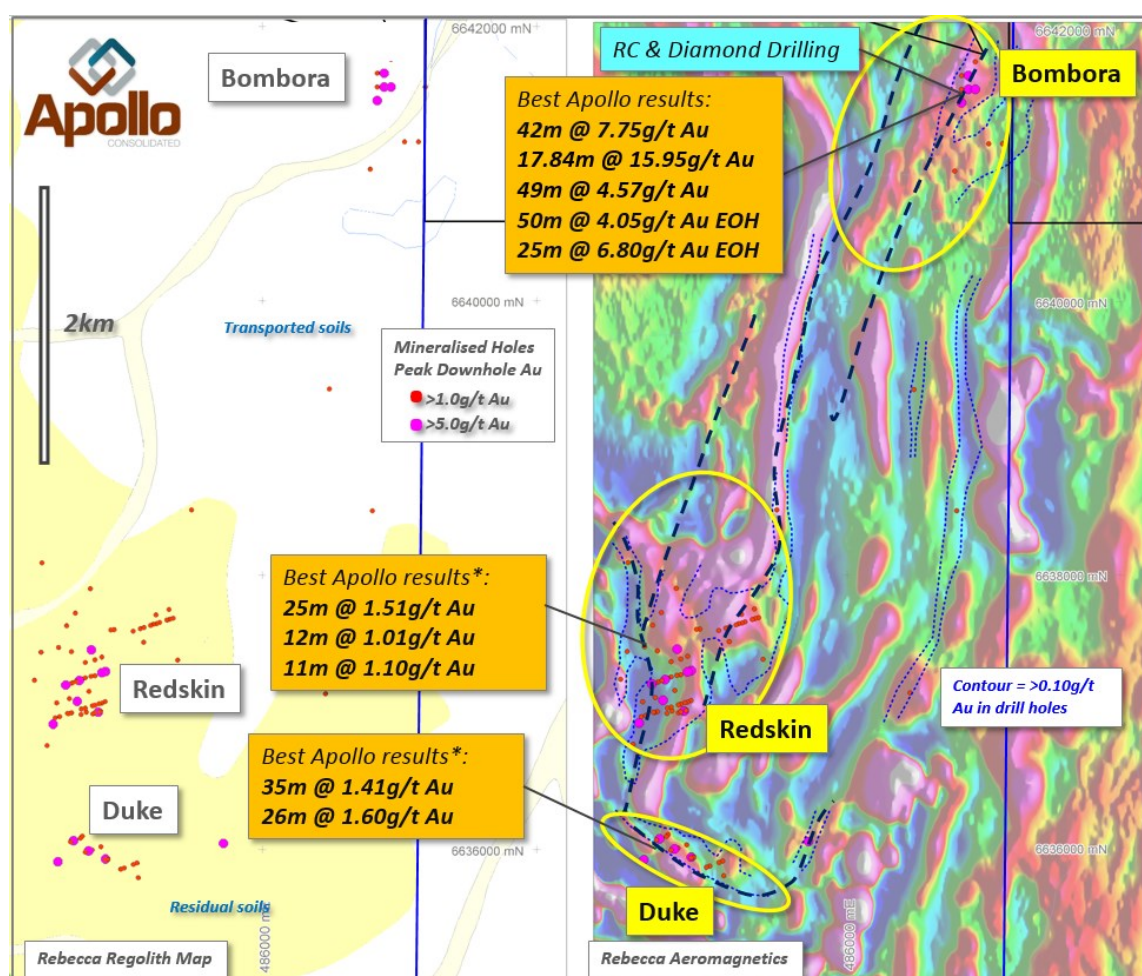 Apollo
CONSOLIDATED
Bombora
6642000 mN
RC & Diamond Drilling
6642000 mN
Bombora
Best Apollo results:
42m @ 7.75g/t Au
17.84m @ 15.95g/t Au
49m @ 4.57g/t Au
50m @ 4.05g/t Au EOH
25m @ 6.80g/t Au EOH
2km
Transported soils
6640000 mN
6640000 mN
Mineralised Holes
Peak Downhole Au
>1.0g/t Au
>5.0g/t Au
6638000 mN
Best Apollo results*:
25m @ 1.51g/t Au
12m @ 1.01g/t Au
11m @ 1.10g/t Au
Redskin
Redskin
Contour = >0.10g/t
Au in drill holes
Best Apollo results*:
35m @ 1.41g/t Au
26m @ 1.60g/t Au
Duke
6636000 mN
6636000 mN
Duke
Residual soils
486000 mE
486000 mE
Rebecca Regolith Map
Rebecca Aeromagnetics